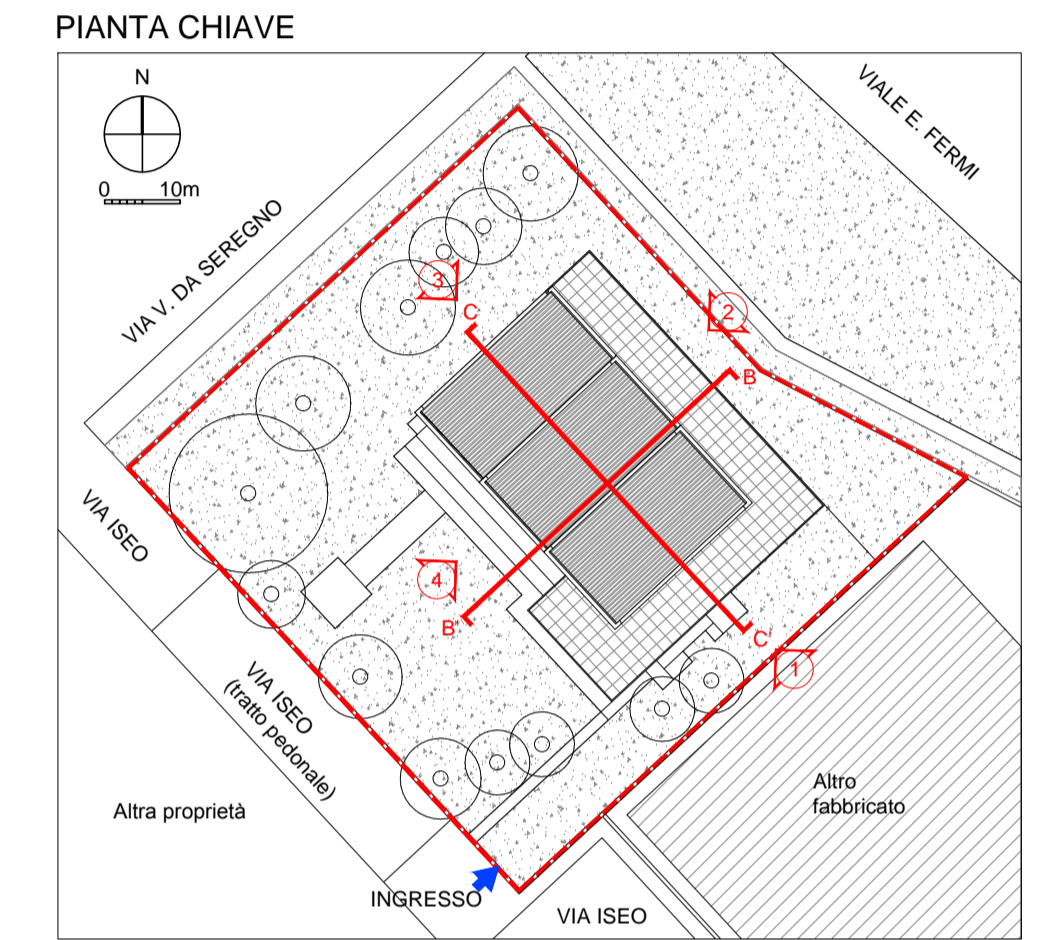 PIANTA CHIAVE
N
0 10m
VIALE E. FERMI
VIA V. DA SEREGNO
3
2
C
B'
VIA ISEO
4
B
C'
1
VIA ISEO
(tratto pedonale)
Altra proprietà
Altro
fabbricato
INGRESSO
VIA ISEO